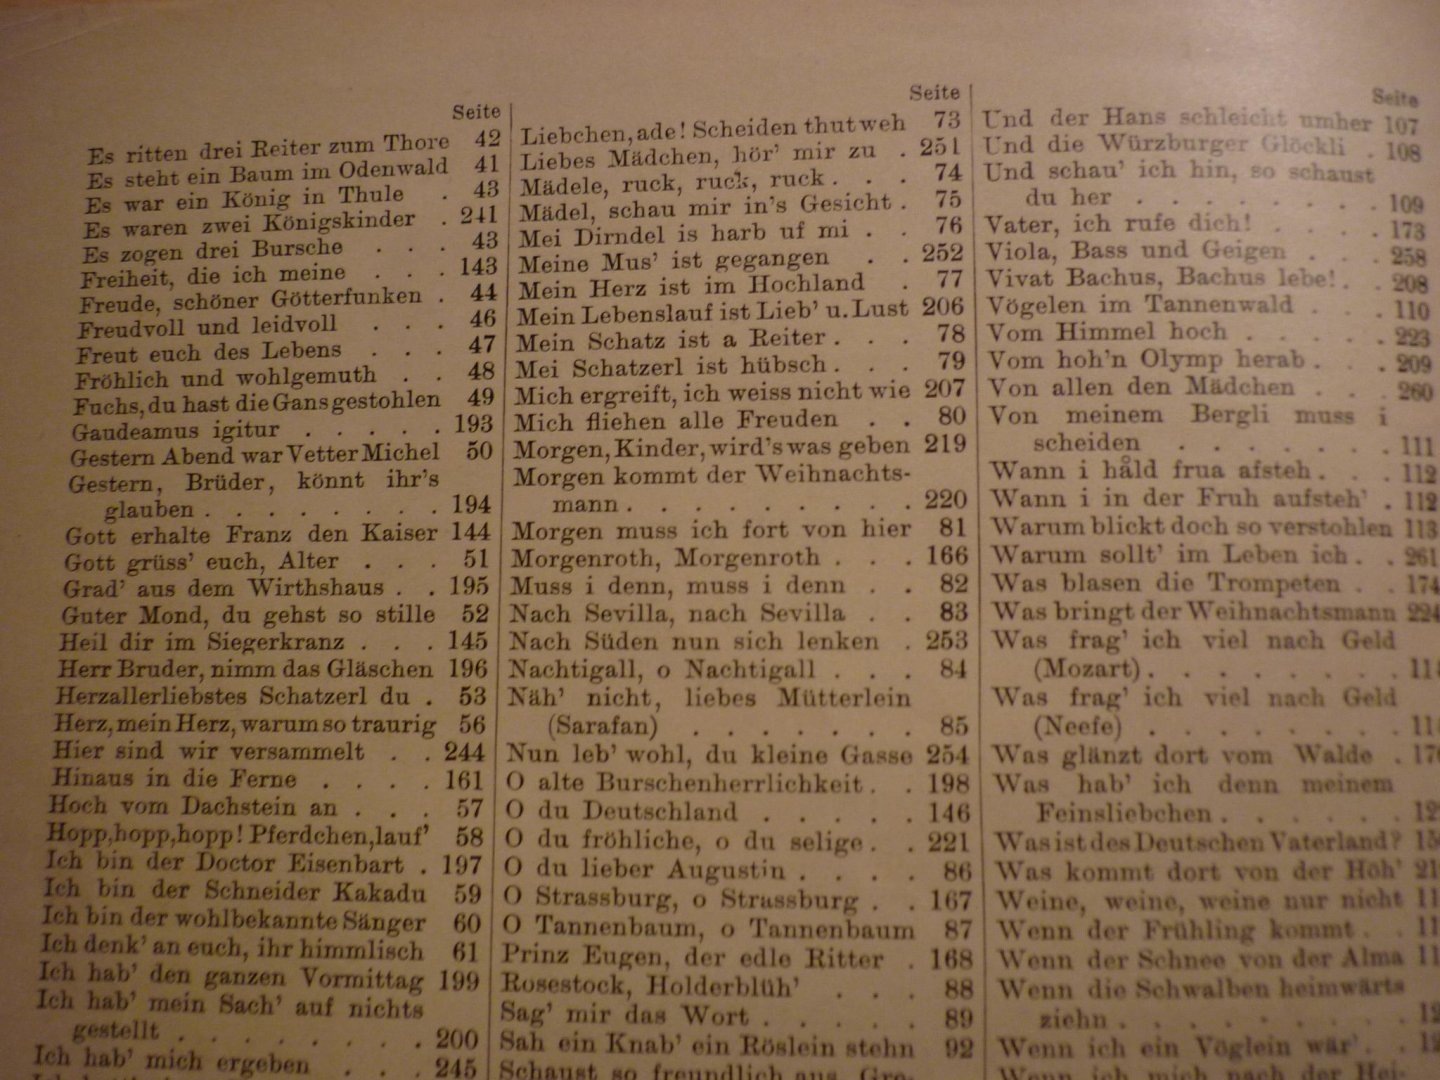 Seite
Es ritten drei Reiter zum Thore 42
Es steht ein Baum im Odenwald 41
Es war ein König in Thule . 43
Es waren zwei Königskinder . 241
Es zogen drei Bursche . . . 43
Freiheit, die ich meine . . . 143
Freude, schöner Götterfunken . 44
Freudvoll und leidvoll . . . 46
Freut euch des Lebens . . . 47
Fröhlich und wohlgemuth . . 48
Fuchs, du hast die Gans gestohlen 49
Gaudeamus igitur . . . . . 193
Gestern Abend war Vetter Michel 50
Gestern, Brüder, könnt ihr's
glauben . . . . . . . . . 194
Gott erhalte Franz den Kaiser 144
Gott grüss' euch, Alter . . . 51
Grad' aus dem Wirthshaus . . 195
Guter Mond, du gehst so stille 52
Heil dir im Siegerkranz . . . 145
Herr Bruder, nimm das Gläschen 196
Herzallerliebstes Schatzerl du . 53
Herz, mein Herz, warum so traurig 56
Hier sind wir versammelt . . 244
Hinaus in die Ferne . . . . 161
Hoch vom Dachstein an . . . 57
Hopp, hopp, hopp! Pferdchen, lauf' 58
Ich bin der Doctor Eisenbart . 197
Ich bin der Schneider Kakadu 59
Ich bin der wohlbekannte Sänger 60
Ich denk' an euch, ihr himmlisch 61
Ich hab' den ganzen Vormittag 199
Ich hab' mein Sach' auf nichts
gestellt . . . . . . . . . 200
Ich hab' mich ergeben . . . 245
Seite
Liebchen, ade! Scheiden thut weh 73
Liebes Mädchen, hör' mir zu . 251
Mädele, ruck, ruck, ruck . . . 74
Mädel, schau mir in's Gesicht . 75
Mei Dirndel is harb uf mi . . 76
Meine Mus' ist gegangen . . 252
Mein Herz ist im Hochland . 77
Mein Lebenslauf ist Lieb' u. Lust 206
Mein Schatz ist a Reiter . . . 78
Mei Schatzerl ist hübsch . . . 79
Mich ergreift, ich weiss nicht wie 207
Mich fliehen alle Freuden . . 80
Morgen, Kinder, wird's was geben 219
Morgen kommt der Weihnachts-
mann . . . . . . . . . . 220
Morgen muss ich fort von hier 81
Morgenroth, Morgenroth . . . 166
Muss i denn, muss i denn . . 82
Nach Sevilla, nach Sevilla . . 83
Nach Süden nun sich lenken . 253
Nachtigall, o Nachtigall . . . 84
Näh' nicht, liebes Mütterlein
(Sarafan) . . . . . . . 85
Nun leb' wohl, du kleine Gasse 254
O alte Burschenherrlichkeit . . 198
O du Deutschland . . . . . 146
O du fröhliche, o du selige . . 221
O du lieber Augustin . . . . 86
O Strassburg, o Strassburg . . 167
O Tannenbaum, o Tannenbaum 87
Prinz Eugen, der edle Ritter . 168
Rosestock, Holderblüh' . . . 88
Sag' mir das Wort . . . . . 89
Sah ein Knab' ein Röslein stehn 92
Schaust so freundlich aus, Gre-
Seite
Und der Hans schleicht umher 107
Und die Würzburger Glöckli . 108
Und schau' ich hin, so schaust
du her . . . . . . . . 109
Vater, ich rufe dich! . . . . 173
Viola, Bass und Geigen . . . 258
Vivat Bachus, Bachus lebe! . . 208
Vögelen im Tannenwald . . . 110
Vom Himmel hoch . . . . . 223
Vom hoh'n Olymp herab . . . 209
Von allen den Mädchen . . . 260
Von meinem Bergli muss i
scheiden . . . . . . . 111
Wann i håld frua afsteh . . . 112
Wann i in der Fruh aufsteh' . 112
Warum blickt doch so verstohlen 113
Warum sollt' im Leben ich . . 261
Was blasen die Trompeten . . 174
Was bringt der Weihnachtsmann 224
Was frag' ich viel nach Geld
(Mozart) . . . . . . . .
Was frag' ich viel nach Geld
(Neefe) . . . . . . . .
Was glänzt dort vom Walde .
Was hab' ich denn meinem
Feinsliebchen . . . . . .
Was ist des Deutschen Vaterland?
Was kommt dort von der Höh'
Weine, weine, weine nur nicht
Wenn der Frühling kommt .
Wenn der Schnee von der Alma
Wenn die Schwalben heimwärts
ziehn . . . . . . . . .
Wenn ich ein Vöglein wär' . .
Wenn ich mich nach der Hei-